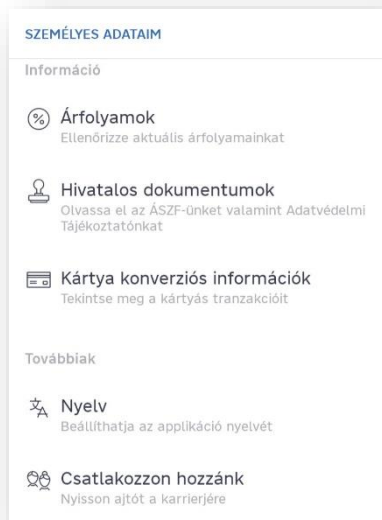 SZEMÉLYES ADATAIM
Információ
Árfolyamok
Ellenőrizze aktuális árfolyamainkat
Hivatalos dokumentumok
Olvassa el az ÁSZF-ünket valamint Adatvédelmi
Tájékoztatónkat
Kártya konverziós információk
Tekintse meg a kártyás tranzakcióit
Továbbiak
Nyelv
Beállíthatja az applikáció nyelvét
Csatlakozzon hozzánk
Nyisson ajtót a karrierjére